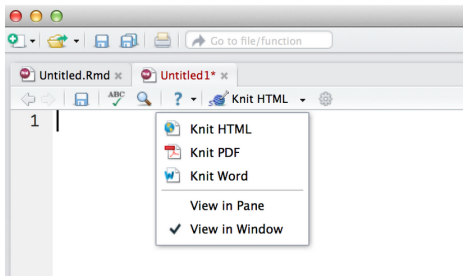 Go to file/function
Untitled.Rmd × Untitled1* ×
ABC ? Knit HTML
1
Knit HTML
Knit PDF
Knit Word
View in Pane
View in Window